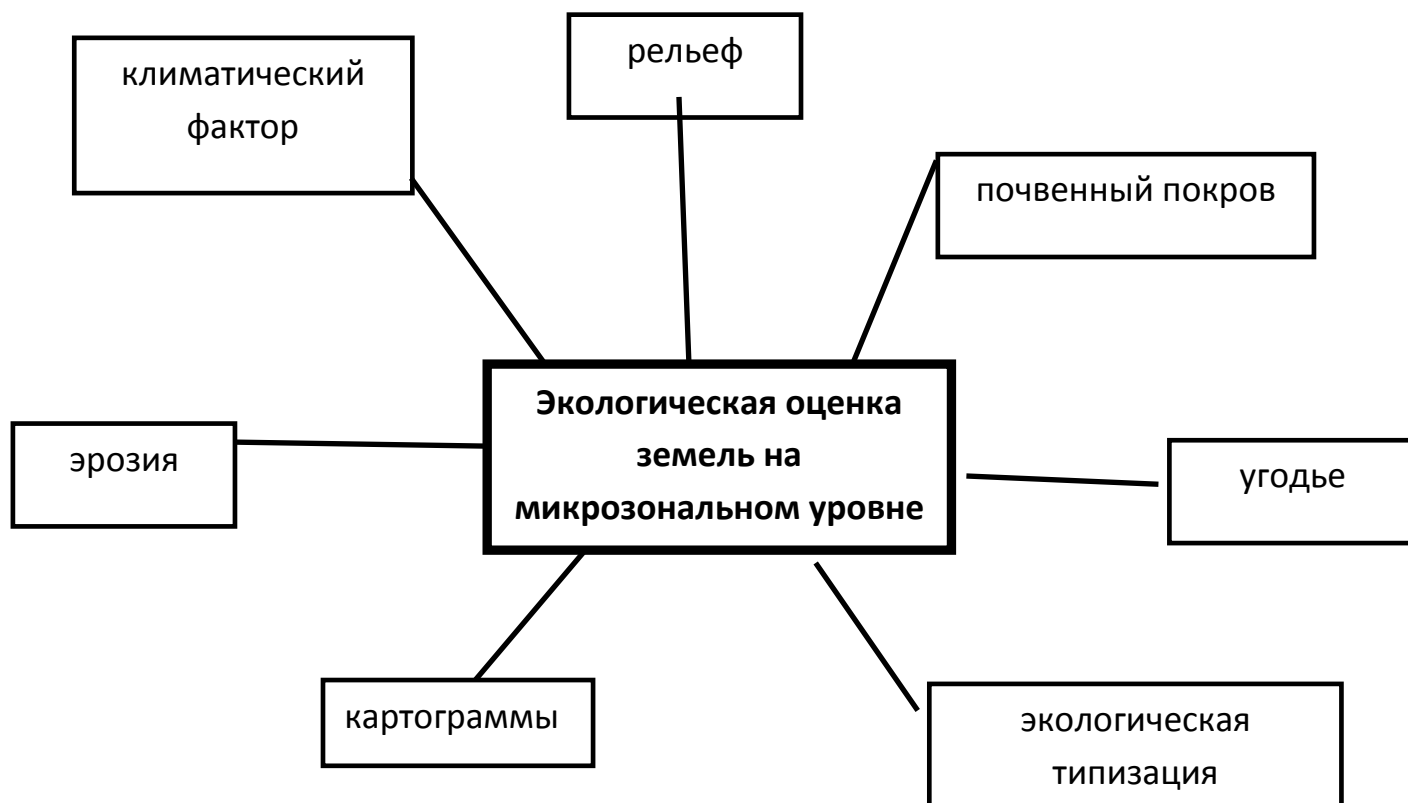 рельеф
климатический
фактор
почвенный покров
Экологическая оценка
земель на
микрозональном уровне
эрозия
угодье
картограммы
экологическая
типизация